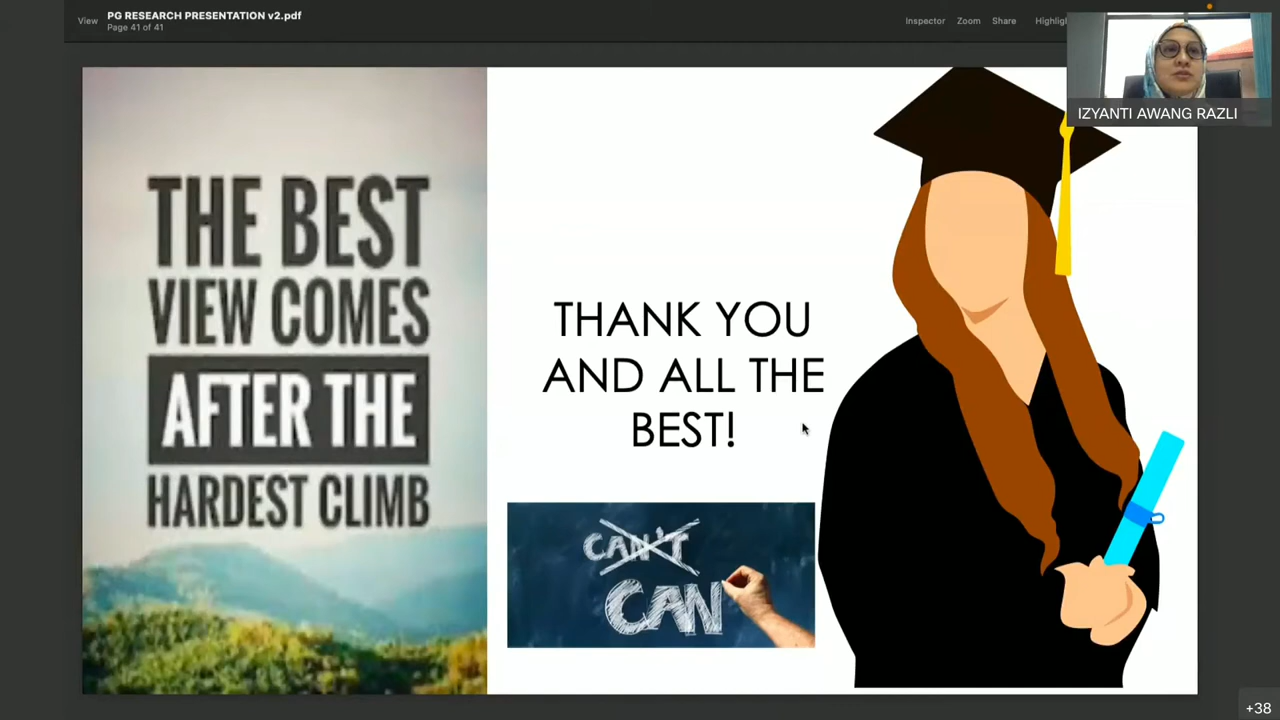 View
PG RESEARCH PRESENTATION v2.pdf
Page 41 of 41
Inspector
Zoom
Share
Highlig
IZYANTI AWANG RAZLI
THE BEST
VIEW COMES
AFTER THE
HARDEST CLIMB
THANK YOU
AND ALL THE
BEST!
CAN'T
CAN
+38